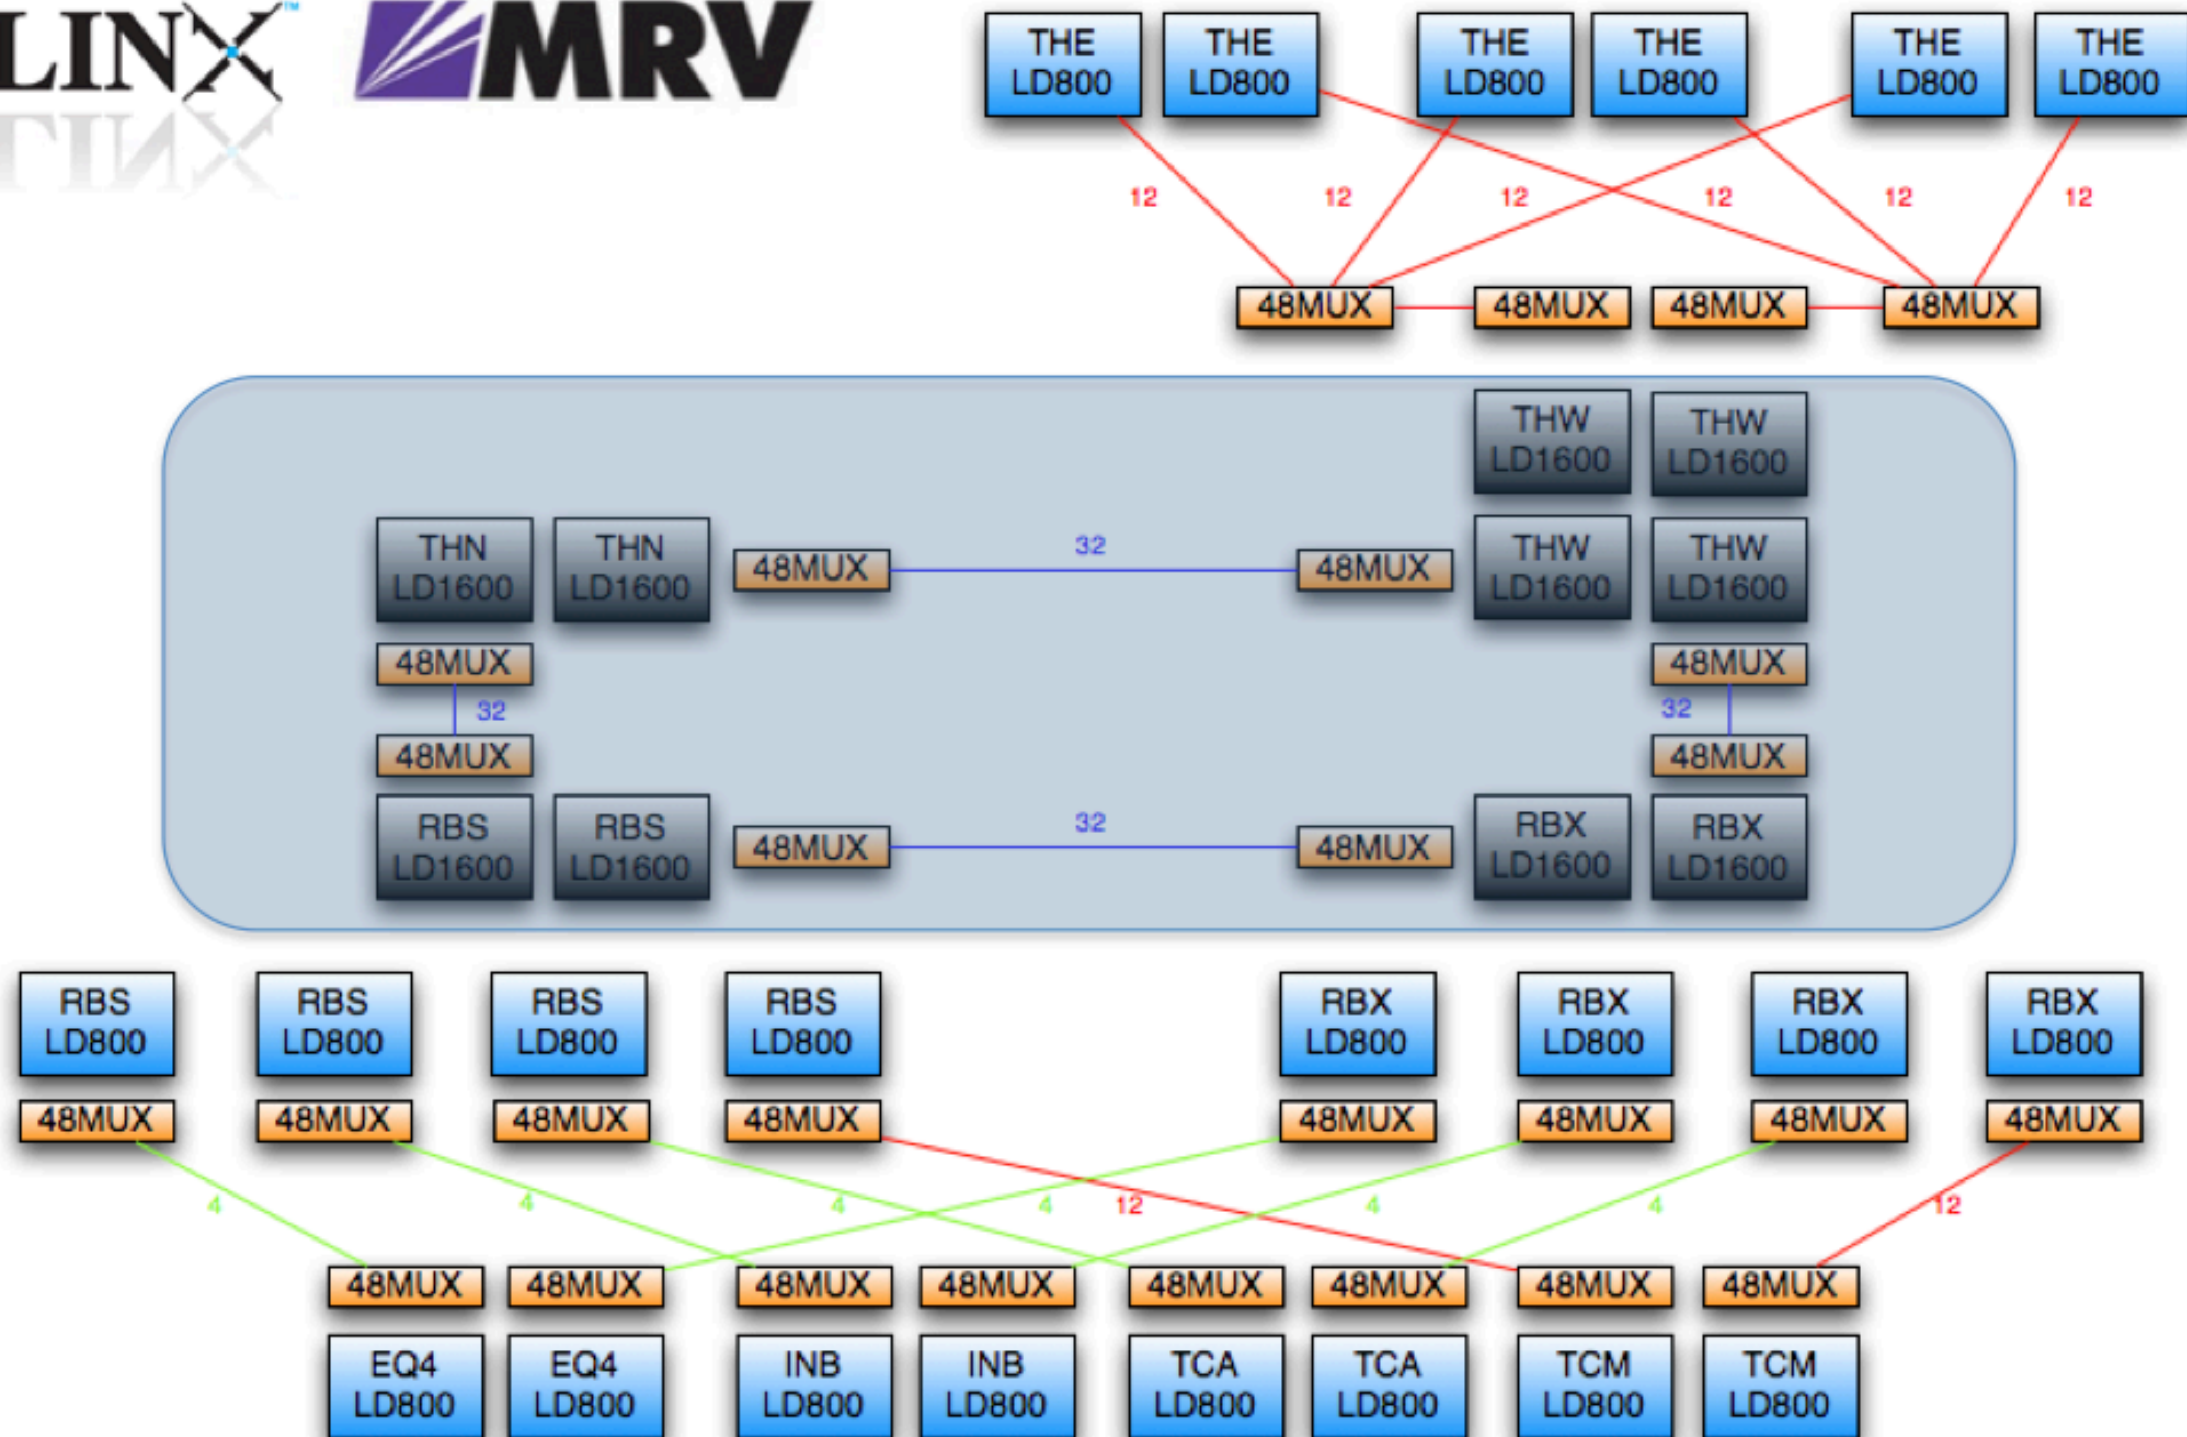 LINX™
MRV
THE THE THE THE THE THE
LD800 LD800 LD800 LD800 LD800 LD800
12 12 12 12 12 12
48MUX 48MUX 48MUX 48MUX
THW THW
LD1600 LD1600
THN THN 32 THW THW
48MUX 48MUX
LD1600 LD1600 LD1600 LD1600
48MUX 48MUX
32 32
48MUX 48MUX
RBS RBS 32 RBX RBX
48MUX 48MUX
LD1600 LD1600 LD1600 LD1600
RBS RBS RBS RBS RBX RBX RBX RBX
LD800 LD800 LD800 LD800 LD800 LD800 LD800 LD800
48MUX 48MUX 48MUX 48MUX 48MUX 48MUX 48MUX 48MUX
4 4 4 4 12 4 4 12
48MUX 48MUX 48MUX 48MUX 48MUX 48MUX 48MUX 48MUX
EQ4 EQ4 INB INB TCA TCA TCM TCM
LD800 LD800 LD800 LD800 LD800 LD800 LD800 LD800